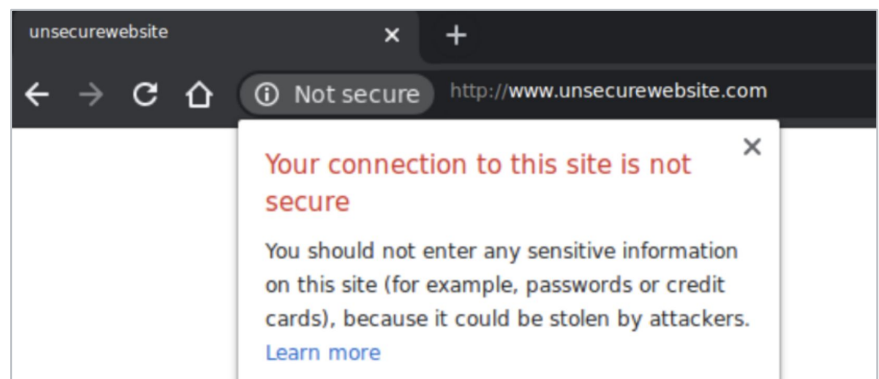 unsecurewebsite
Not secure http://www.unsecurewebsite.com
Your connection to this site is not
secure
You should not enter any sensitive information
on this site (for example, passwords or credit
cards), because it could be stolen by attackers.
Learn more